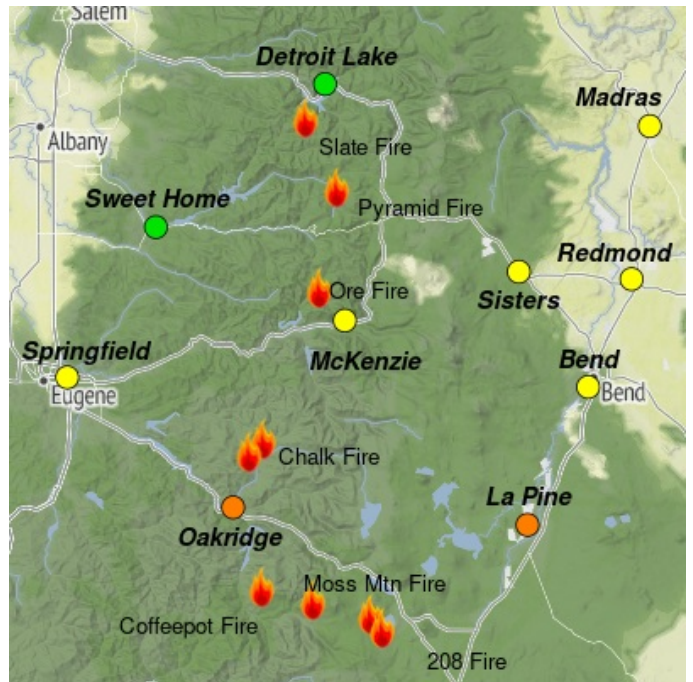 Salem
Detroit Lake
Madras
Albany
Slate Fire
Sweet Home
Pyramid Fire
Redmond
Ore Fire
Sisters
Springfield
McKenzie
Bend
Eugene
Bend
Chalk Fire
La Pine
Oakridge
Moss Mtn Fire
Coffeepot Fire
208 Fire